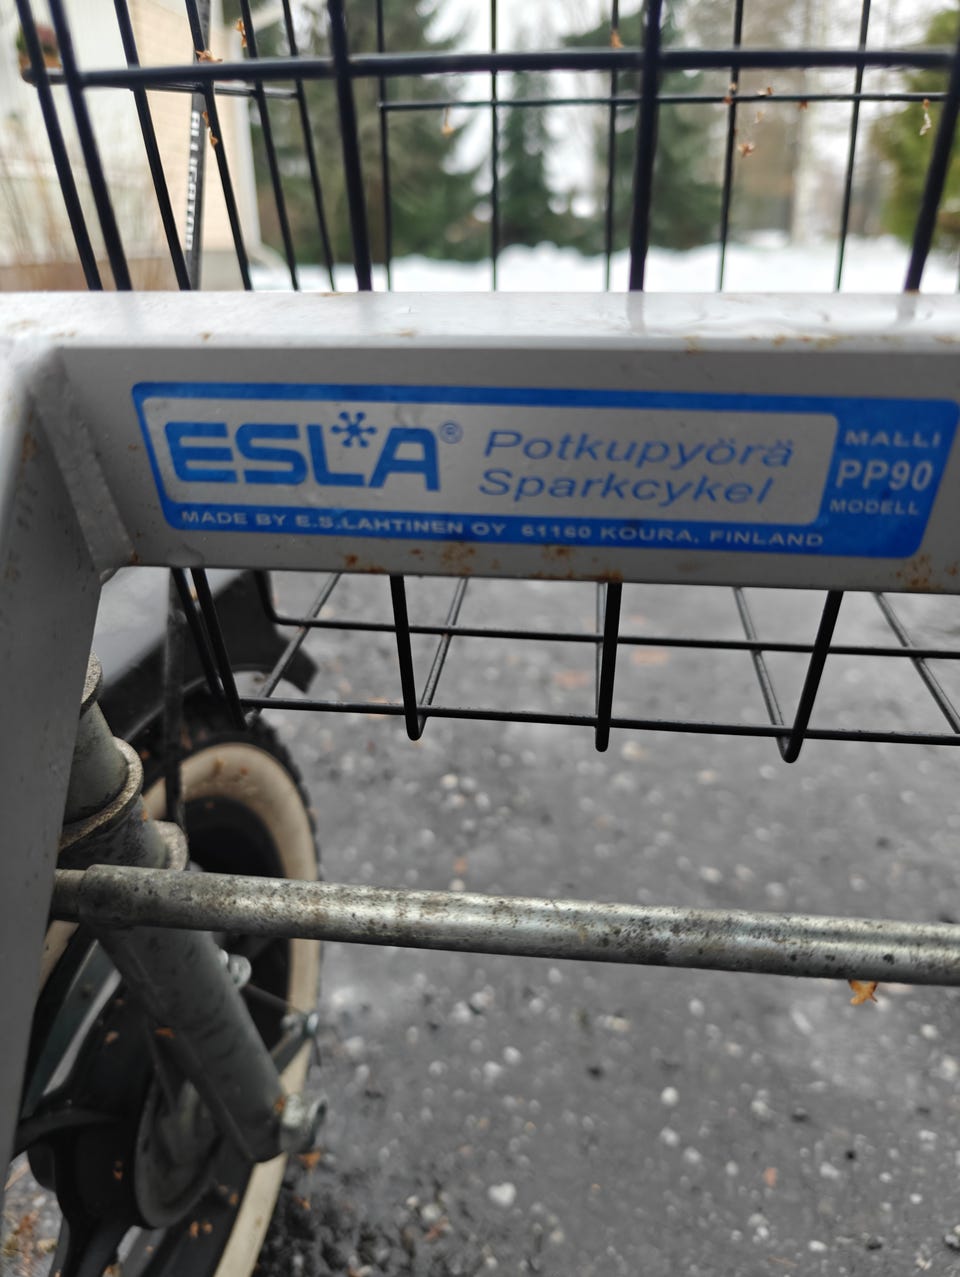 ESLA® Potkupyörä
Sparkcykel
MALLI
PP90
MODELL
MADE BY E.S.LAHTINEN OY 61160 KOURA, FINLAND